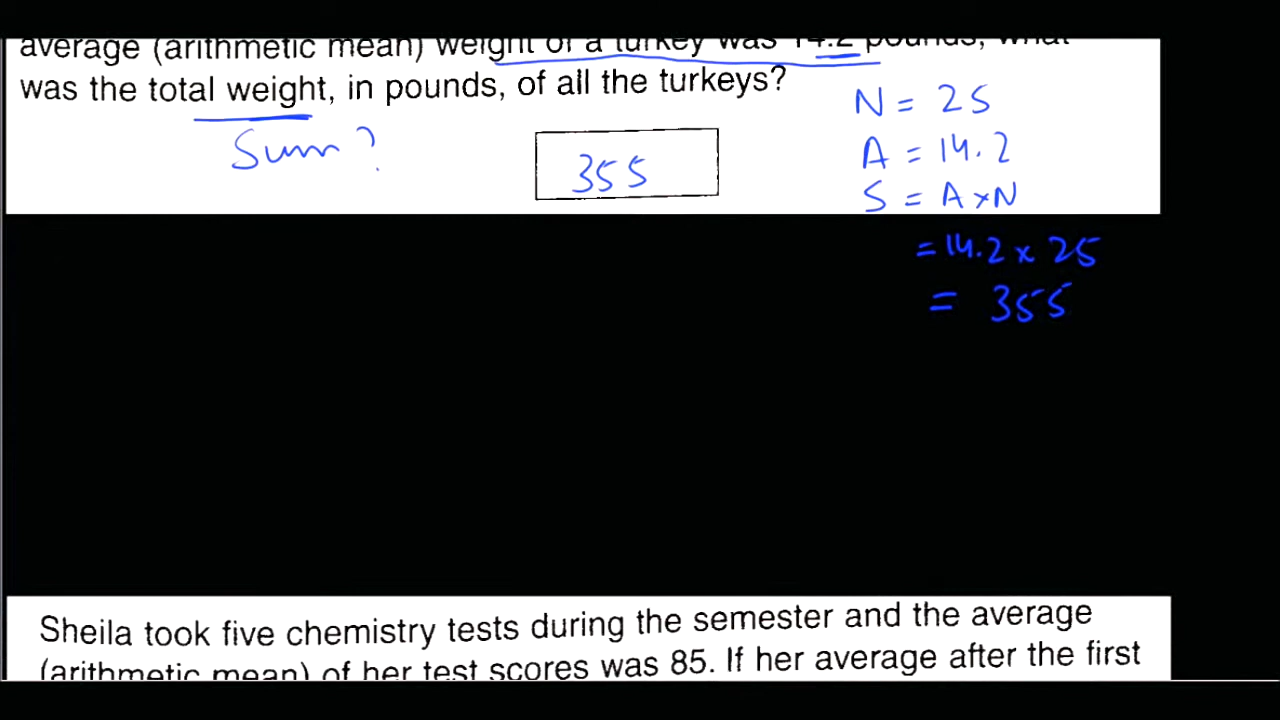 average (arithmetic mean) weight of a turkey was 14.2 pounds, what
was the total weight, in pounds, of all the turkeys?
Sum ?
355
N = 25
A = 14.2
S = A×N
= 14.2 × 25
= 355
Sheila took five chemistry tests during the semester and the average
(arithmetic mean) of her test scores was 85. If her average after the first